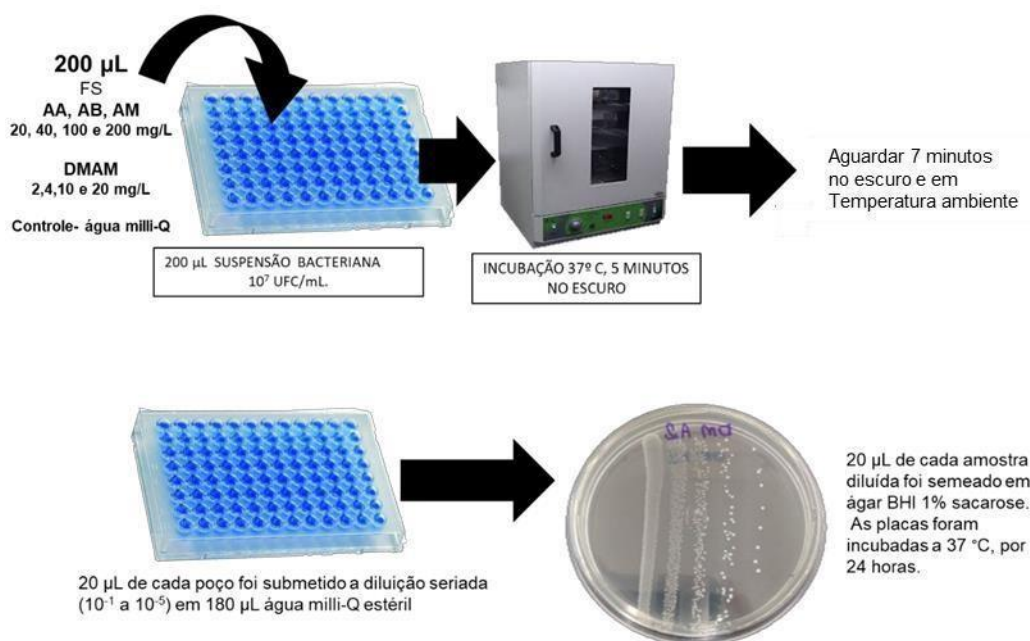 200 µL
FS
AA, AB, AM
20, 40, 100 e 200 mg/L
DMAM
2,4,10 e 20 mg/L
Controle- água milli-Q
200 µL SUSPENSÃO BACTERIANA
10⁷ UFC/mL.
INCUBAÇÃO 37º C, 5 MINUTOS
NO ESCURO
Aguardar 7 minutos
no escuro e em
Temperatura ambiente
20 µL de cada poço foi submetido a diluição seriada
(10⁻¹ a 10⁻⁵) em 180 µL água milli-Q estéril
20 µL de cada amostra
diluída foi semeado em
ágar BHI 1% sacarose.
As placas foram
incubadas a 37 °C, por
24 horas.